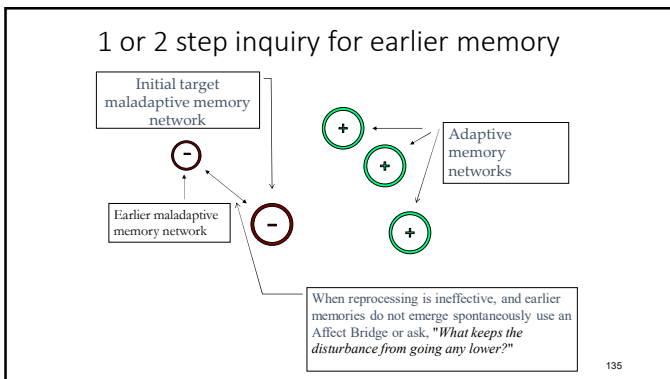 1 or 2 step inquiry for earlier memory
Initial target
maladaptive memory
network
-
Earlier maladaptive
memory network
-
+
+
+
Adaptive
memory
networks
When reprocessing is ineffective, and earlier
memories do not emerge spontaneously use an
Affect Bridge or ask, "What keeps the
disturbance from going any lower?"
135